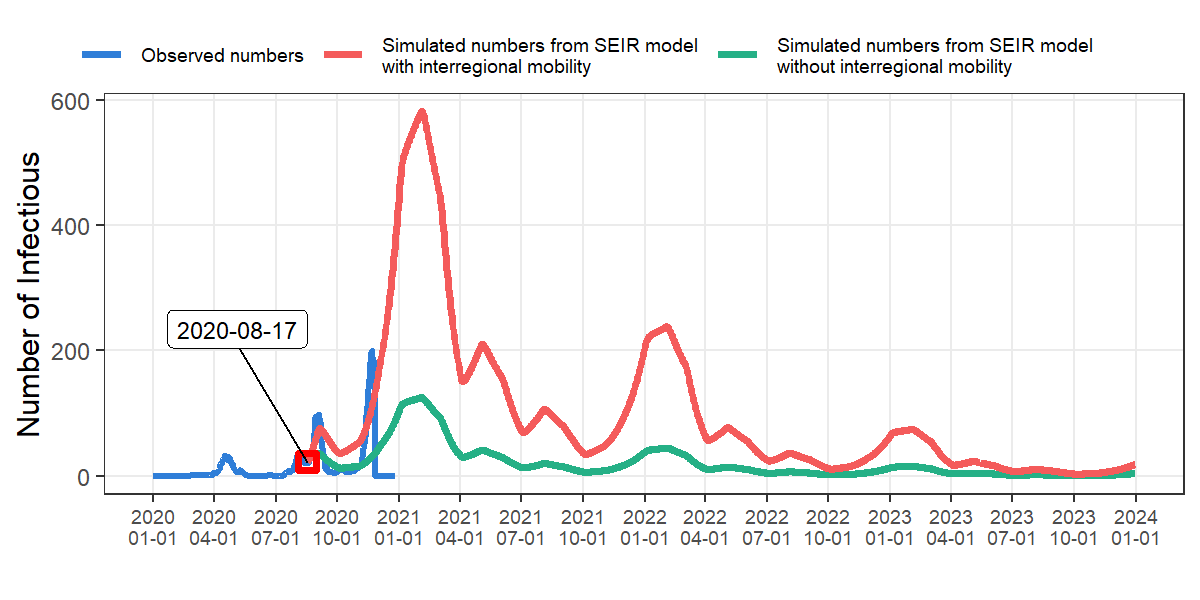 Observed numbers
Simulated numbers from SEIR model
with interregional mobility
Simulated numbers from SEIR model
without interregional mobility
Number of Infectious
600
400
200
0
2020-08-17
2020 2020 2020 2020 2021 2021 2021 2021 2022 2022 2022 2022 2023 2023 2023 2023 2024
01-01 04-01 07-01 10-01 01-01 04-01 07-01 10-01 01-01 04-01 07-01 10-01 01-01 04-01 07-01 10-01 01-01